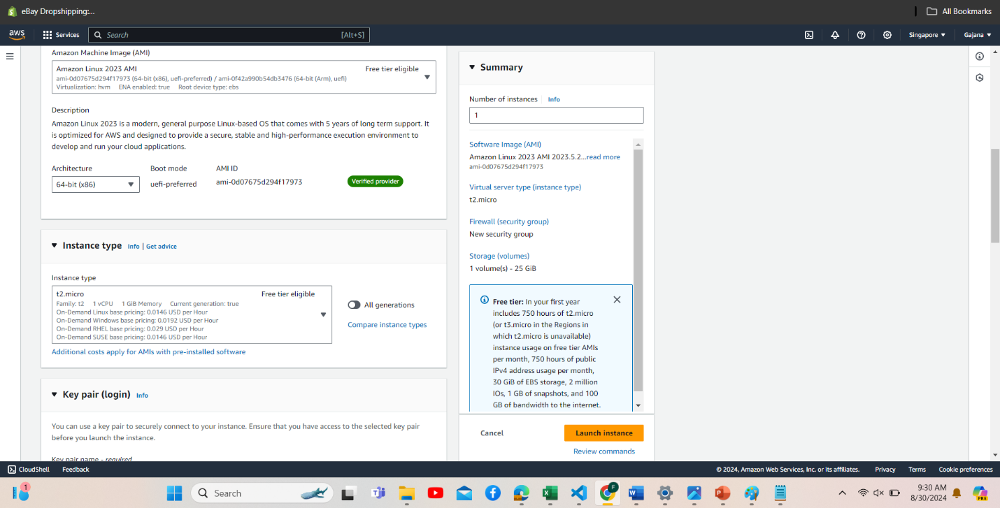 eBay Dropshipping:...
All Bookmarks
aws
Services
Search
[Alt+S]
Singapore
Gajana
Amazon Machine Image (AMI)
Amazon Linux 2023 AMI
Free tier eligible
ami-0d07675d294f17973 (64-bit (x86), uefi-preferred) / ami-0f42a990b54db3476 (64-bit (Arm), uefi)
Virtualization: hvm ENA enabled: true Root device type: ebs
Description
Amazon Linux 2023 is a modern, general purpose Linux-based OS that comes with 5 years of long term support. It
is optimized for AWS and designed to provide a secure, stable and high-performance execution environment to
develop and run your cloud applications.
Architecture
Boot mode
AMI ID
64-bit (x86)
uefi-preferred
ami-0d07675d294f17973
Verified provider
Instance type
Info | Get advice
Instance type
t2.micro
Free tier eligible
Family: t2 1 vCPU 1 GiB Memory Current generation: true
On-Demand Linux base pricing: 0.0146 USD per Hour
On-Demand Windows base pricing: 0.0192 USD per Hour
On-Demand RHEL base pricing: 0.029 USD per Hour
On-Demand SUSE base pricing: 0.0146 USD per Hour
All generations
Compare instance types
Additional costs apply for AMIs with pre-installed software
Key pair (login)
Info
You can use a key pair to securely connect to your instance. Ensure that you have access to the selected key pair
before you launch the instance.
Key pair name - required
Summary
Number of instances
Info
1
Software Image (AMI)
Amazon Linux 2023 AMI 2023.5.2...read more
ami-0d07675d294f17973
Virtual server type (instance type)
t2.micro
Firewall (security group)
New security group
Storage (volumes)
1 volume(s) - 25 GiB
Free tier: In your first year
includes 750 hours of t2.micro
(or t3.micro in the Regions in
which t2.micro is unavailable)
instance usage on free tier AMIs
per month, 750 hours of public
IPv4 address usage per month,
30 GiB of EBS storage, 2 million
IOs, 1 GB of snapshots, and 100
GB of bandwidth to the internet.
Cancel
Launch instance
Review commands
CloudShell
Feedback
© 2024, Amazon Web Services, Inc. or its affiliates.
Privacy
Terms
Cookie preferences
1
Search
F
9:30 AM
8/30/2024
PRE